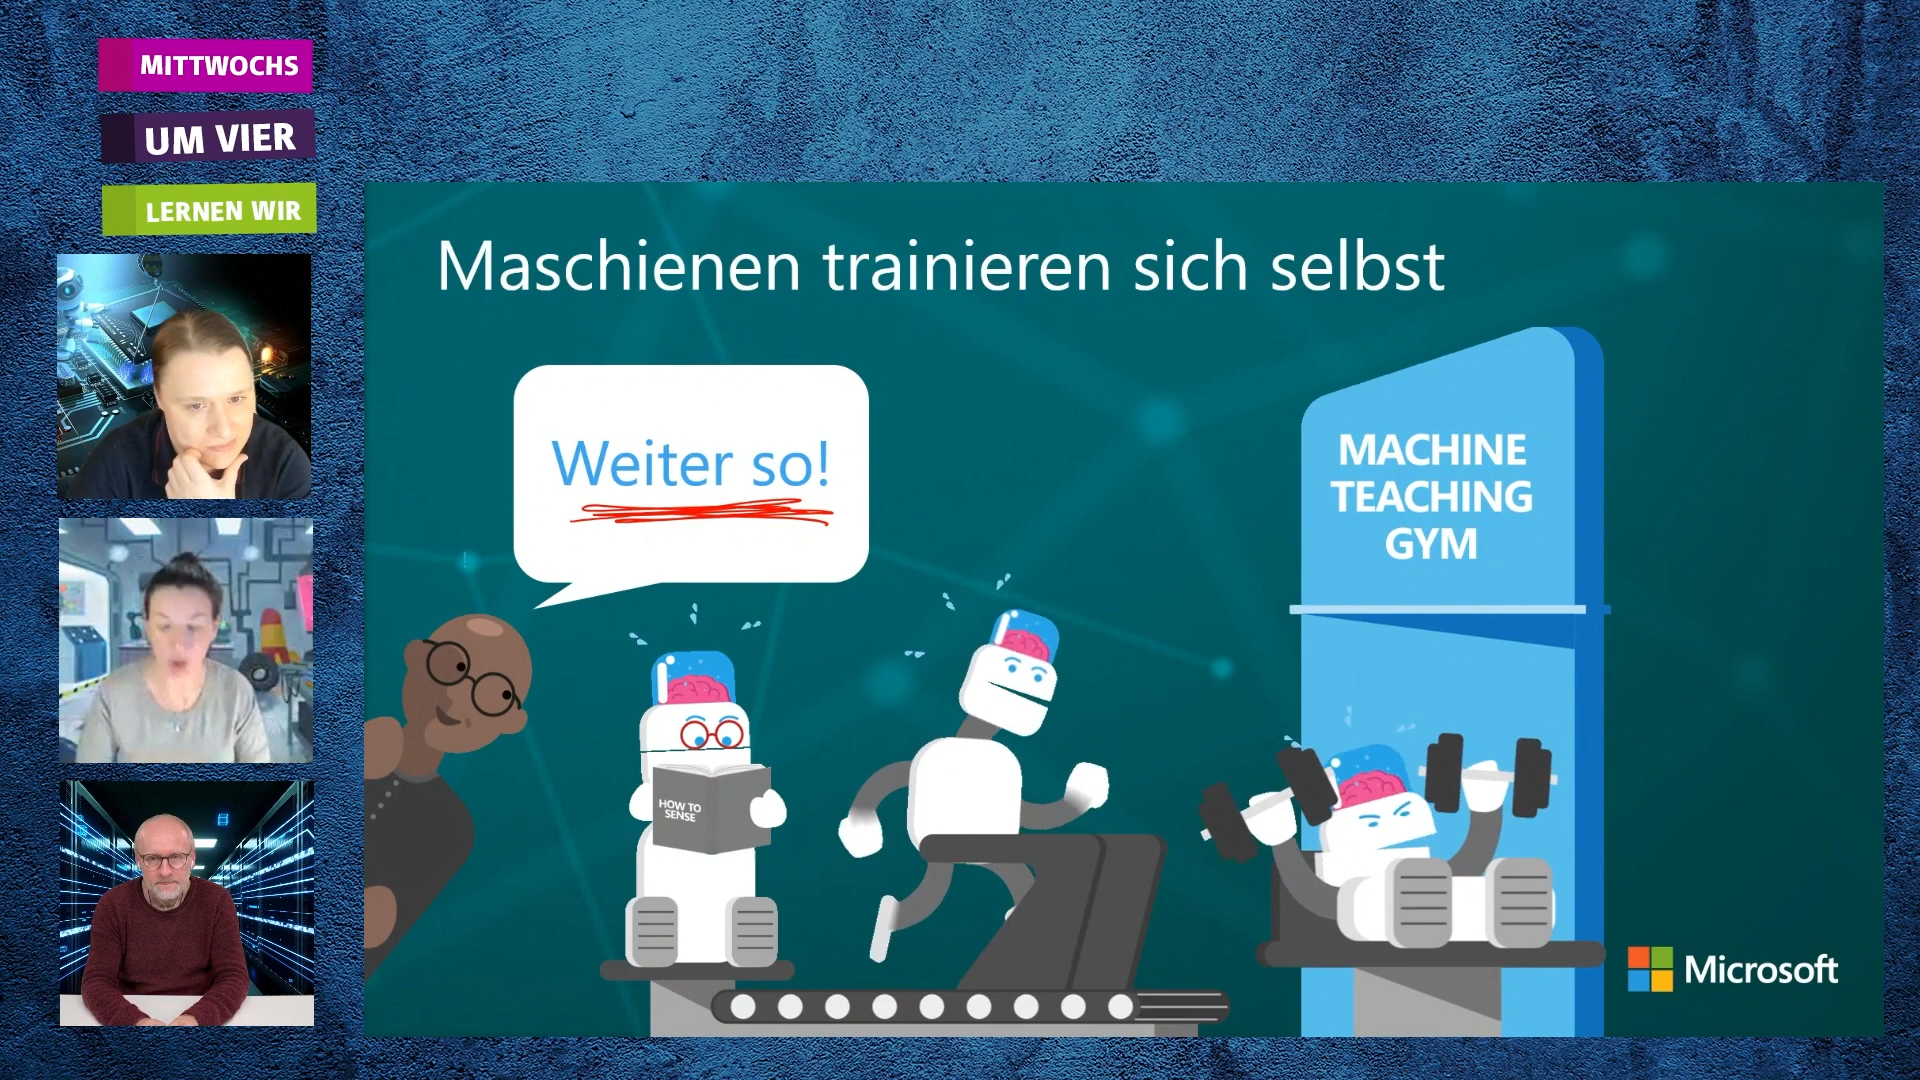 MITTWOCHS
UM VIER
LERNEN WIR
Maschienen trainieren sich selbst
Weiter so!
MACHINE
TEACHING
GYM
HOW TO
SENSE
Microsoft